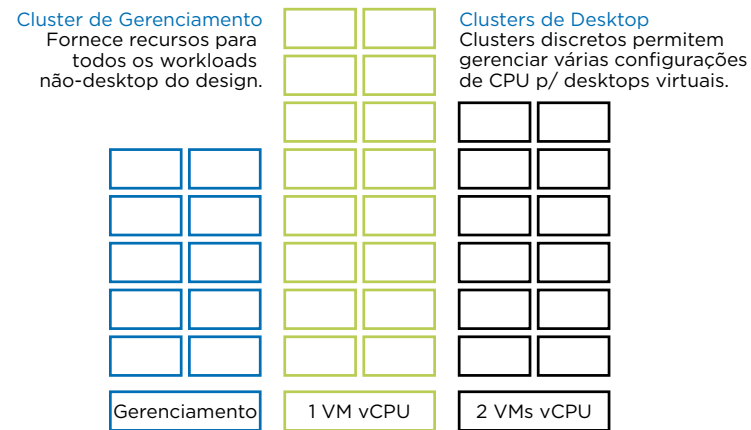 Cluster de Gerenciamento
Fornece recursos para
todos os workloads
não-desktop do design.
Clusters de Desktop
Clusters discretos permitem
gerenciar várias configurações
de CPU p/ desktops virtuais.
Gerenciamento
1 VM vCPU
2 VMs vCPU